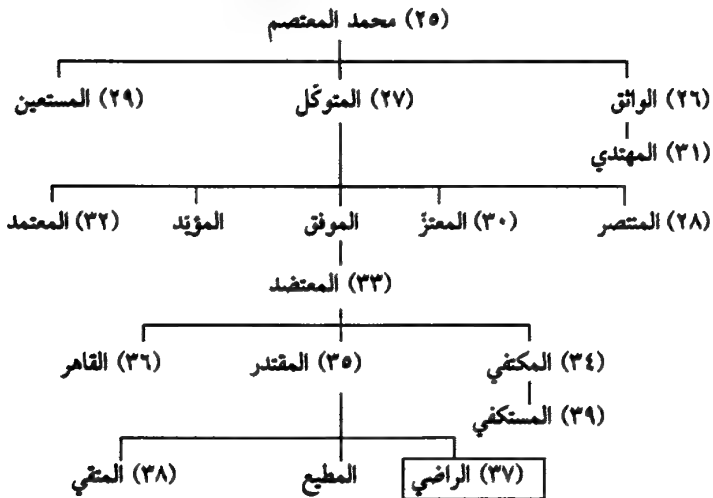 (٢٥) محمد المعتصم
(٢٦) الواثق (٢٧) المتوكّل (٢٩) المستعين
(٣١) المهتدي
(٢٨) المنتصر (٣٠) المعتزّ الموفق المؤيّد (٣٢) المعتمد
(٣٣) المعتضد
(٣٤) المكتفي (٣٥) المقتدر (٣٦) القاهر
(٣٩) المستكفي
(٣٧) الراضي المطيع (٣٨) المتقي